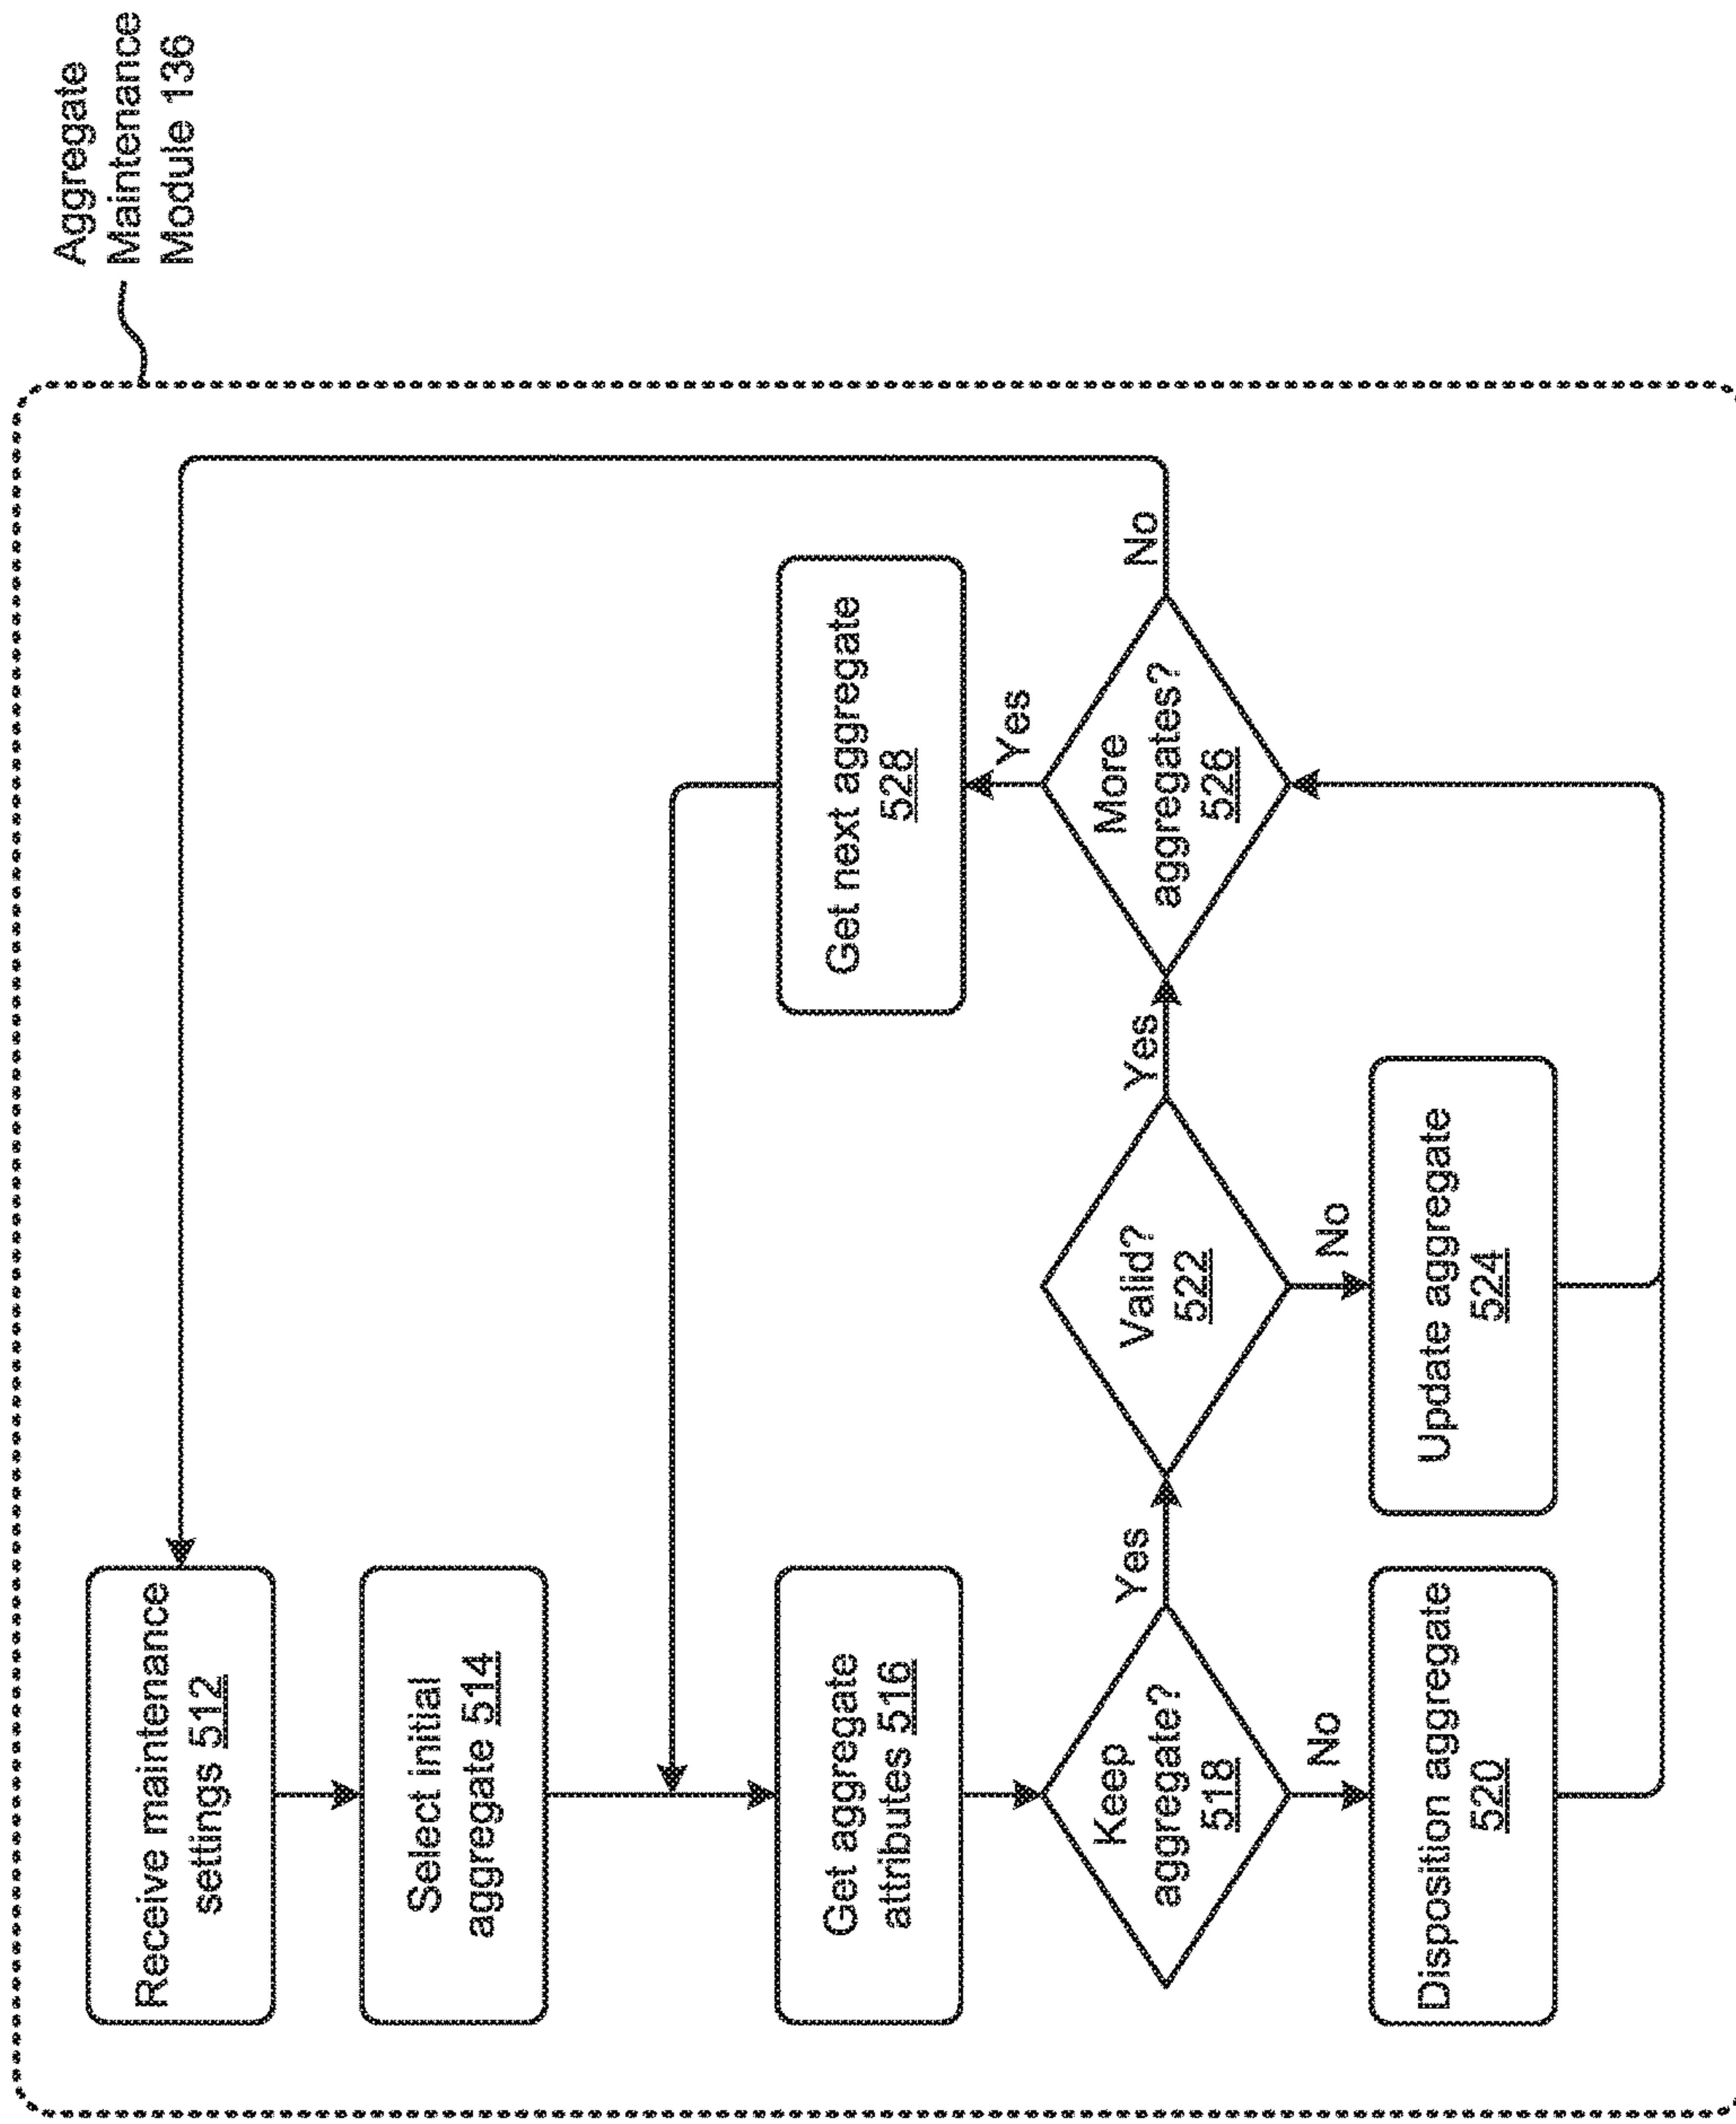 Aggregate
Maintenance
Module 136
Receive maintenance
settings 512
Select initial
aggregate 514
Get aggregate
attributes 516
Keep
aggregate?
518
Yes
No
Disposition aggregate
520
Valid?
522
Yes
No
Update aggregate
524
More
aggregates?
526
Yes
No
Get next aggregate
528